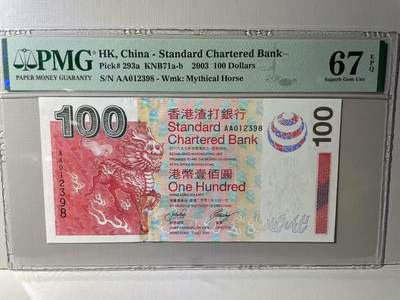 PMG
PAPER MONEY GUARANTY
HK, China - Standard Chartered Bank
Pick# 293a KNB71a-b 2003 100 Dollars
S/N AA012398 - Wmk: Mythical Horse
67
EPQ
Superb Gem Unc
100
香港渣打銀行
Standard
Chartered Bank
AA012398
100
港幣壹佰圓
One Hundred
AA012398